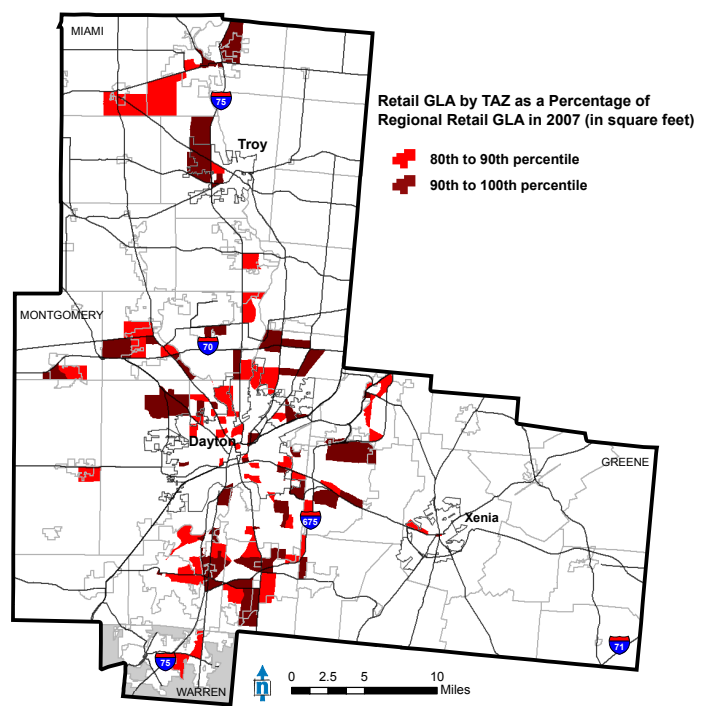 MIAMI
75
Retail GLA by TAZ as a Percentage of
Regional Retail GLA in 2007 (in square feet)
Troy
80th to 90th percentile
90th to 100th percentile
MONTGOMERY
70
Dayton
GREENE
675
Xenia
71
75
WARREN
n
0 2.5 5 10
Miles